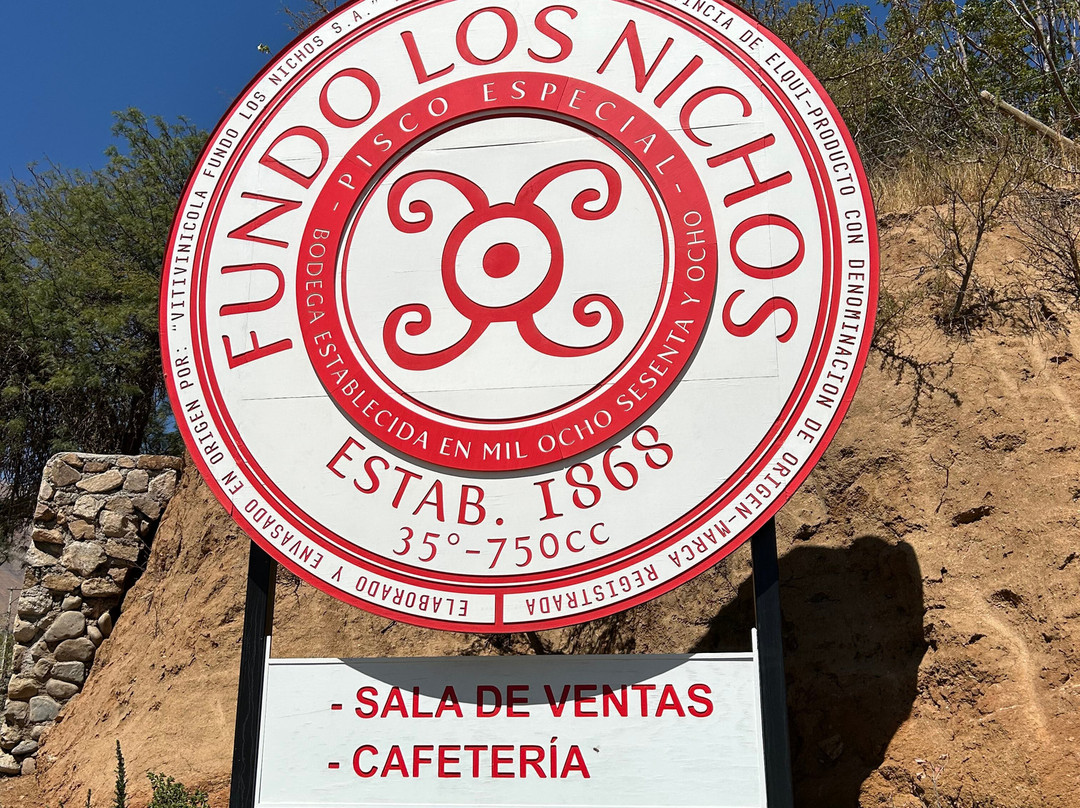 FUNDO LOS NICHOS
- PISCO ESPECIAL -
BODEGA ESTABLECIDA EN MIL OCHO SESENTA Y OCHO
ESTAB. 1868
35°-750CC
ELABORADO Y ENVASADO EN ORIGEN POR: "VITIVINICOLA FUNDO LOS NICHOS S.A."
PROVINCIA DE ELQUI-PRODUCTO CON DENOMINACION DE ORIGEN-MARCA REGISTRADA
- SALA DE VENTAS
- CAFETERÍA